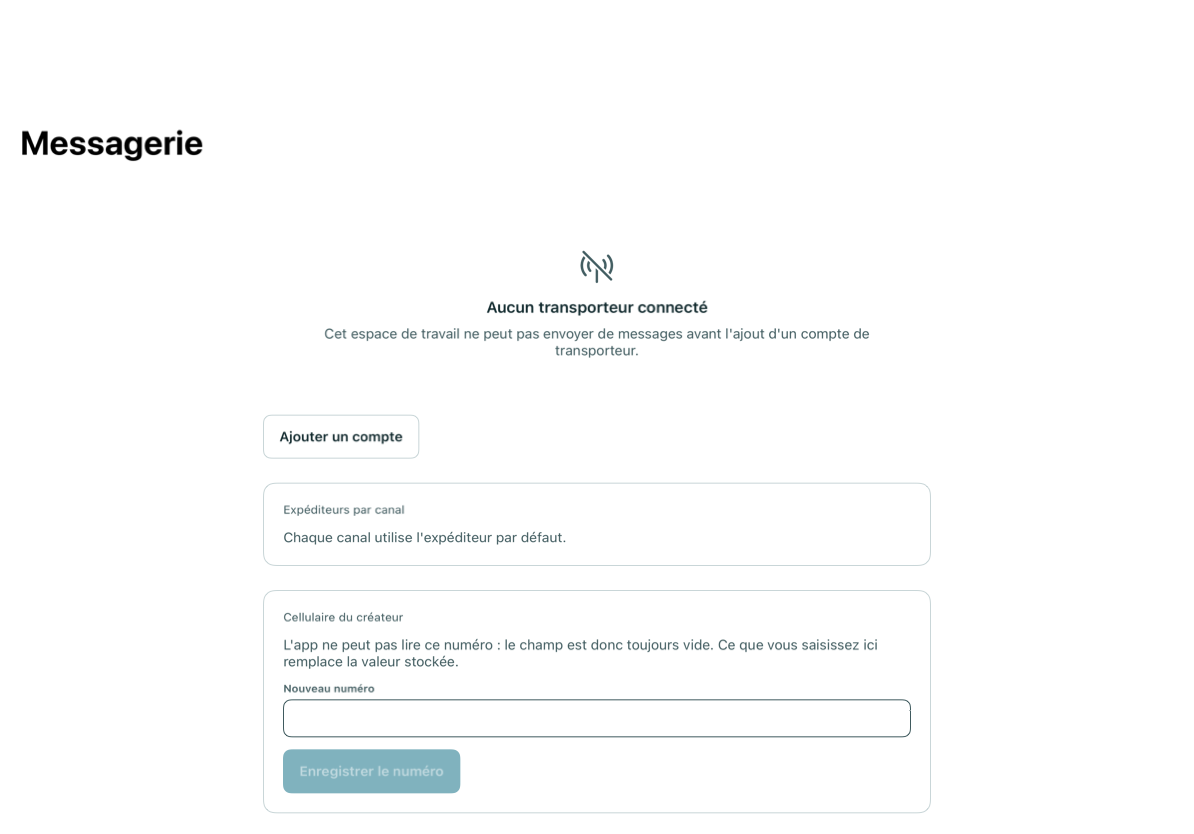 Messagerie
Aucun transporteur connecté
Cet espace de travail ne peut pas envoyer de messages avant l'ajout d'un compte de
transporteur.
Ajouter un compte
Expéditeurs par canal
Chaque canal utilise l'expéditeur par défaut.
Cellulaire du créateur
L'app ne peut pas lire ce numéro : le champ est donc toujours vide. Ce que vous saisissez ici
remplace la valeur stockée.
Nouveau numéro
Enregistrer le numéro